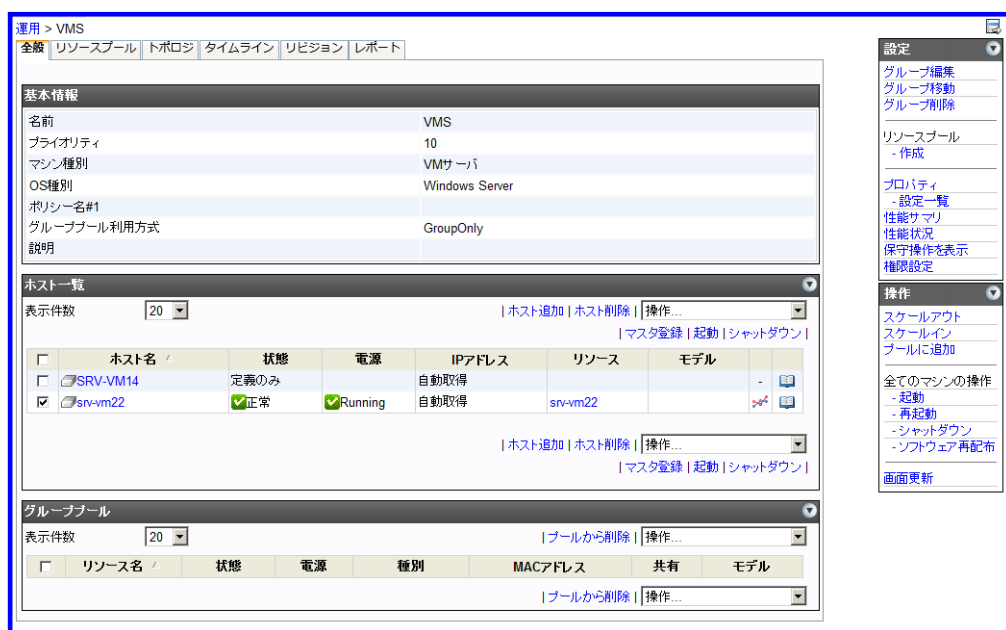 運用 > VMS
全般 リソースプール トポロジ タイムライン リビジョン レポート
基本情報
名前 VMS
プライオリティ 10
マシン種別 VMサーバ
OS種別 Windows Server
ポリシー名#1
グループプール利用方式 GroupOnly
説明
ホスト一覧
表示件数 20 | ホスト追加 | ホスト削除 | 操作...
| マスタ登録 | 起動 | シャットダウン |
ホスト名 状態 電源 IPアドレス リソース モデル
SRV-VM14 定義のみ 自動取得 -
srv-vm22 正常 Running 自動取得 srv-vm22
| ホスト追加 | ホスト削除 | 操作...
| マスタ登録 | 起動 | シャットダウン |
グループプール
表示件数 20 | プールから削除 | 操作...
リソース名 状態 電源 種別 MACアドレス 共有 モデル
| プールから削除 | 操作...
設定
グループ編集
グループ移動
グループ削除
リソースプール
- 作成
プロパティ
- 設定一覧
性能サマリ
性能状況
保守操作を表示
権限設定
操作
スケールアウト
スケールイン
プールに追加
全てのマシンの操作
- 起動
- 再起動
- シャットダウン
- ソフトウェア再配布
画面更新